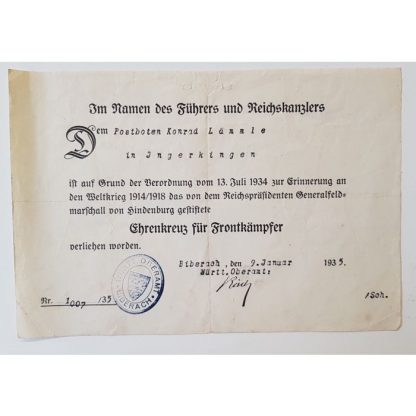 Im Namen des Führers und Reichskanzlers
Dem Postboten Konrad Lämmle
in Ingerkingen
ist auf Grund der Verordnung vom 13. Juli 1934 zur Erinnerung an
den Weltkrieg 1914/1918 das von dem Reichspräsidenten Generalfeld-
marschall von Hindenburg gestiftete
Ehrenkreuz für Frontkämpfer
verliehen worden.
Biberach, den 9. Januar 1935.
Württ. Oberamt:
Nr. 1007 /35
OBERAMT
BIBERACH
/Sch.